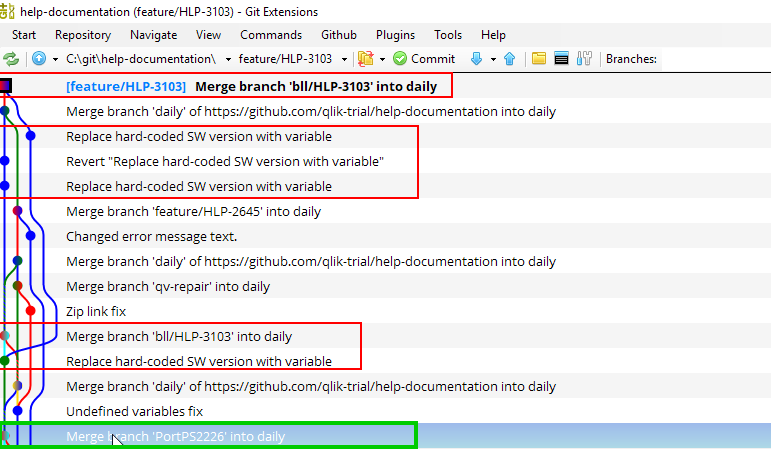 help-documentation (feature/HLP-3103) - Git Extensions
Start Repository Navigate View Commands Github Plugins Tools Help
C:\git\help-documentation\ feature/HLP-3103 Commit Branches:
[feature/HLP-3103] Merge branch 'bll/HLP-3103' into daily
Merge branch 'daily' of https://github.com/qlik-trial/help-documentation into daily
Replace hard-coded SW version with variable
Revert "Replace hard-coded SW version with variable"
Replace hard-coded SW version with variable
Merge branch 'feature/HLP-2645' into daily
Changed error message text.
Merge branch 'daily' of https://github.com/qlik-trial/help-documentation into daily
Merge branch 'qv-repair' into daily
Zip link fix
Merge branch 'bll/HLP-3103' into daily
Replace hard-coded SW version with variable
Merge branch 'daily' of https://github.com/qlik-trial/help-documentation into daily
Undefined variables fix
Merge branch 'PortPS2226' into daily